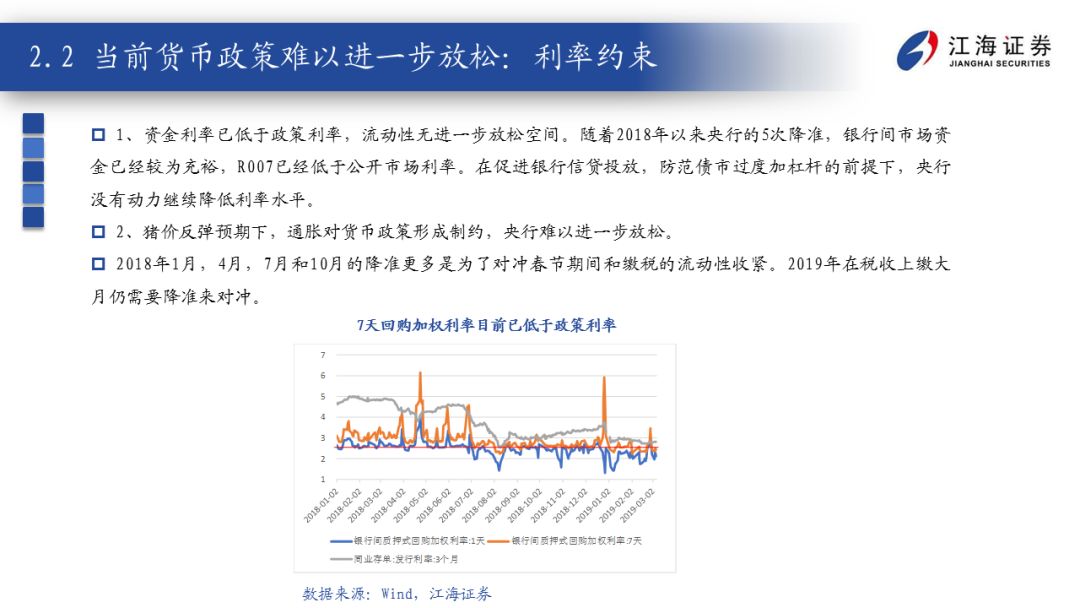 2.2 当前货币政策难以进一步放松：利率约束
江海证券
JIANGHAI SECURITIES
1、资金利率已低于政策利率，流动性无进一步放松空间。随着2018年以来央行的5次降准，银行间市场资
金已经较为充裕，R007已经低于公开市场利率。在促进银行信贷投放，防范债市过度加杠杆的前提下，央行
没有动力继续降低利率水平。
2、猪价反弹预期下，通胀对货币政策形成制约，央行难以进一步放松。
2018年1月，4月，7月和10月的降准更多是为了对冲春节期间和缴税的流动性收紧。2019年在税收上缴大
月仍需要降准来对冲。
7天回购加权利率目前已低于政策利率
7
6
5
4
3
2
1
2018-01-02
2018-02-02
2018-03-02
2018-04-02
2018-05-02
2018-06-02
2018-07-02
2018-08-02
2018-09-02
2018-10-02
2018-11-02
2018-12-02
2019-01-02
2019-02-02
2019-03-02
银行间质押式回购加权利率:1天
银行间质押式回购加权利率:7天
同业存单:发行利率:3个月
数据来源：Wind，江海证券